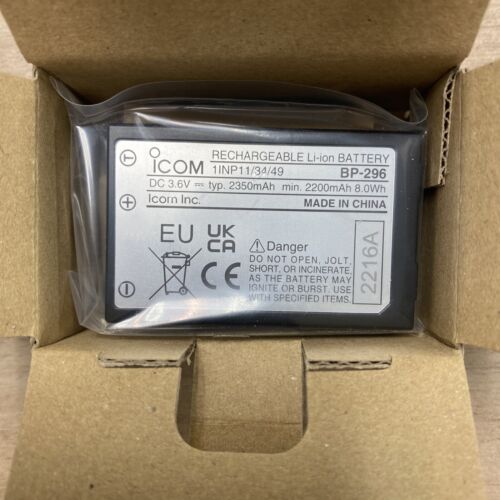 ICOM RECHARGEABLE Li-ion BATTERY
1INP11/34/49 BP-296
DC 3.6V typ. 2350mAh min. 2200mAh 8.0Wh
Icom Inc. MADE IN CHINA
EU UK
CA
CE
Danger
DO NOT OPEN, JOLT,
SHORT, OR INCINERATE,
AS THE BATTERY MAY
IGNITE OR BURST. USE
WITH SPECIFIED ITEMS.
2216A